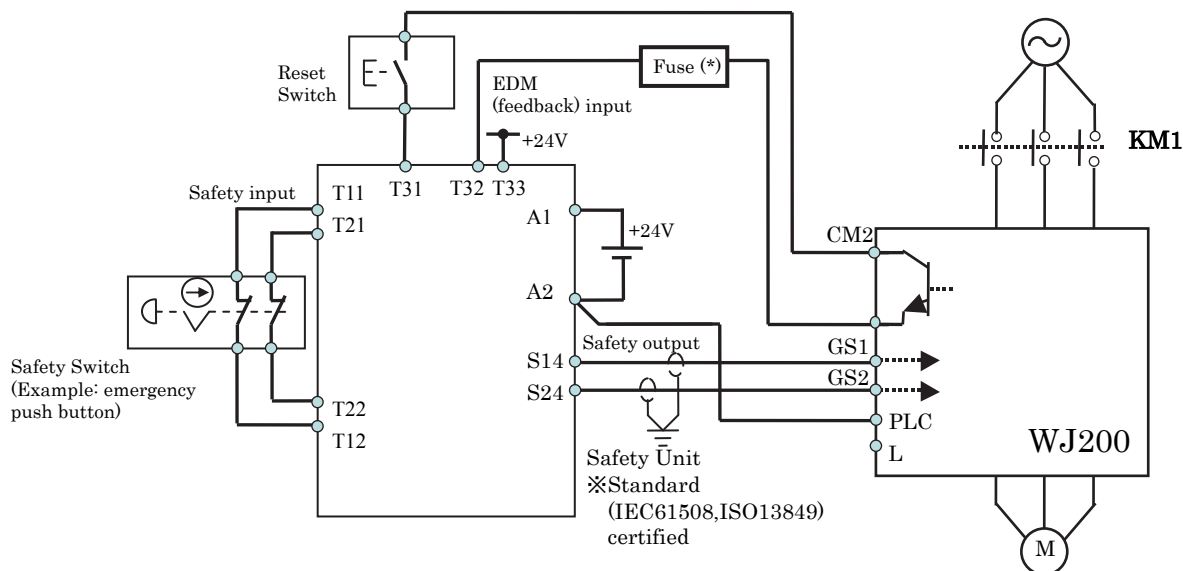 Reset
Switch
EDM
(feedback) input
+24V
Fuse (*)
KM1
T31
T32
T33
Safety input
T11
T21
A1
+24V
A2
CM2
Safety output
GS1
GS2
S14
S24
PLC
L
WJ200
Safety Switch
(Example: emergency
push button)
T22
T12
Safety Unit
※Standard
(IEC61508,ISO13849)
certified
M